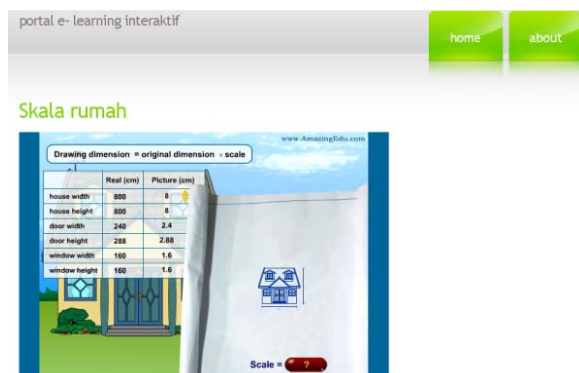 portal e- learning interaktif
home about
Skala rumah
www.AmazingEdu.com
Drawing dimension = original dimension × scale
Real (cm) Picture (cm)
house width 800 8
house height 800 8
door width 240 2.4
door height 288 2.88
window width 160 1.6
window height 160 1.6
Scale = ?